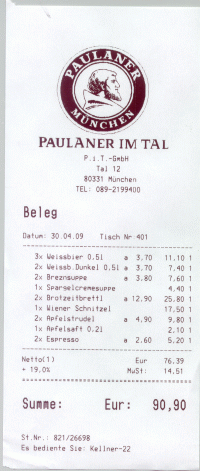 PAULANER
MÜNCHEN
PAULANER IM TAL
P.i.T.-GmbH
Tal 12
80331 München
TEL: 089-2199400
Beleg
Datum: 30.04.09 Tisch Nr 401
3x Weissbier 0.5l a 3.70 11.10 1
2x Weissb.Dunkel 0.5l a 3.70 7.40 1
2x Breznsuppe a 3.80 7.60 1
1x Spargelcremesuppe 4.40 1
2x Brotzeitbrettl a 12.90 25.80 1
1x Wiener Schnitzel 17.50 1
2x Apfelstrudel a 4.90 9.80 1
1x Apfelsaft 0.2l 2.10 1
2x Espresso a 2.60 5.20 1
Netto(1) Eur 76.39
+ 19.0% MwSt: 14.51
Summe: Eur: 90,90
St.Nr.: 821/26698
Es bediente Sie: Kellner-22